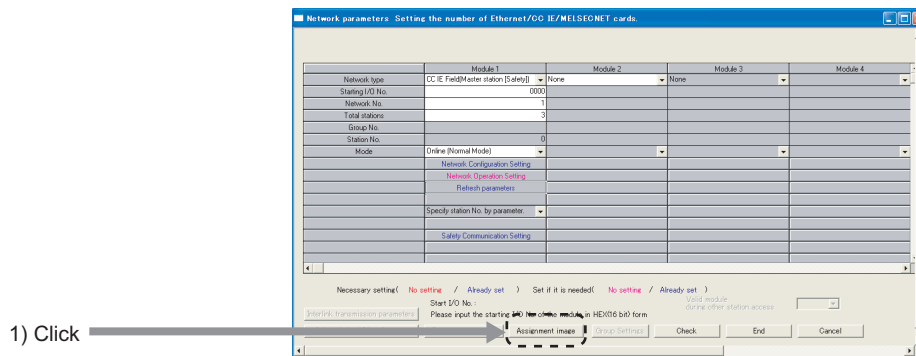 Network parameters  Setting the number of Ethernet/CC IE/MELSECNET cards.
Module 1 Module 2 Module 3 Module 4
Network type CC IE Field(Master station [Safety]) None None
Starting I/O No. 0000
Network No. 1
Total stations 3
Group No.
Station No. 0
Mode Online (Normal Mode)
Network Configuration Setting
Network Operation Setting
Refresh parameters
Specify station No. by parameter.
Safety Communication Setting
Necessary setting( No setting / Already set ) Set if it is needed( No setting / Already set )
Start I/O No. :
Valid module
during other station access
Interlink transmission parameters Please input the starting I/O No of the module in HEX(16 bit) form
1) Click
Assignment image Group Settings Check End Cancel